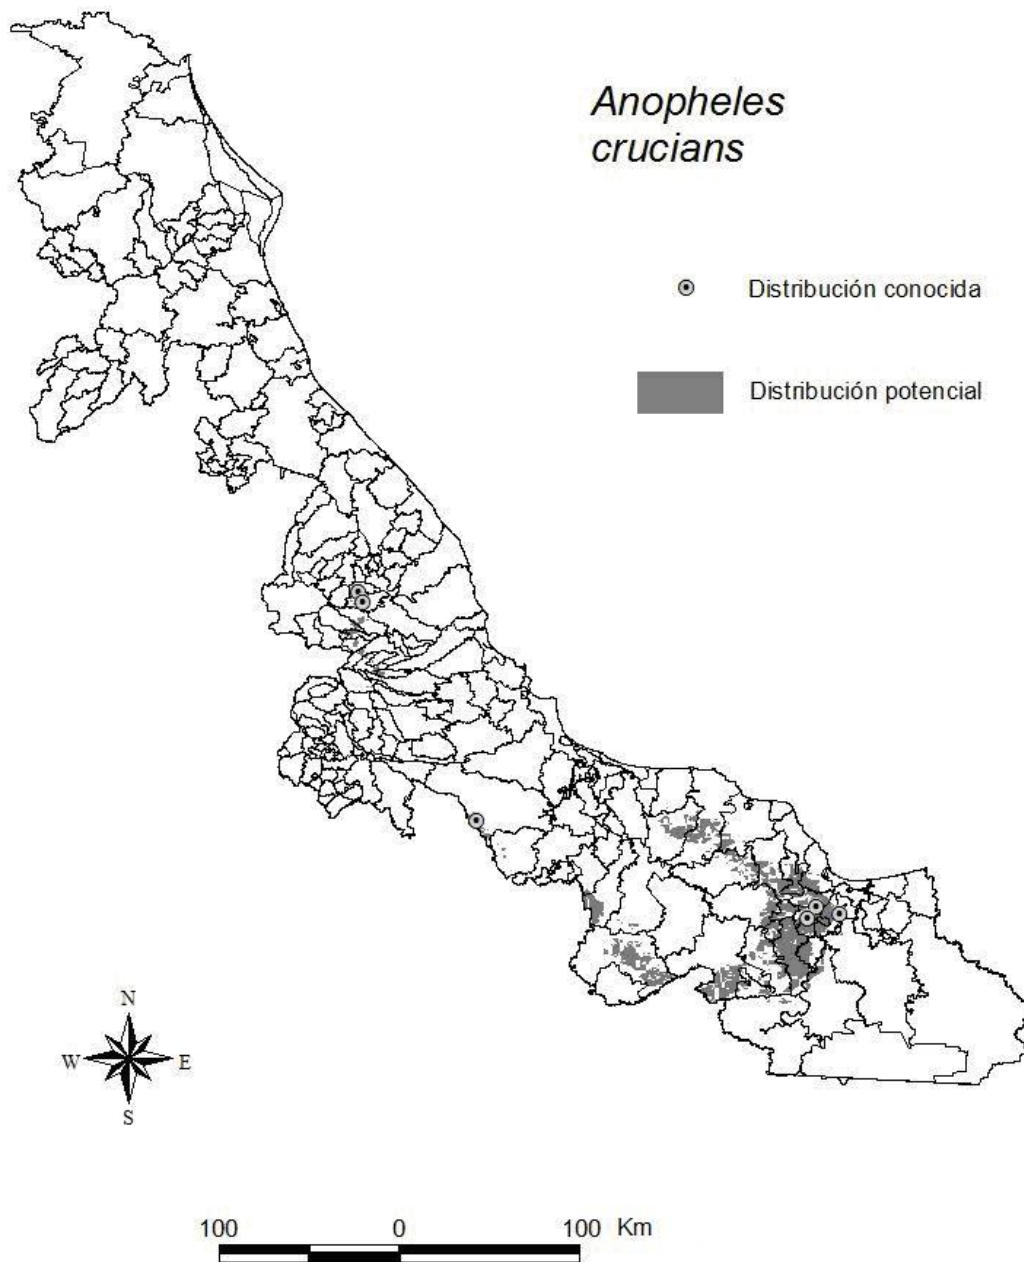 Anopheles
crucians
Distribución conocida
Distribución potencial
N
W E
S
100 0 100 Km